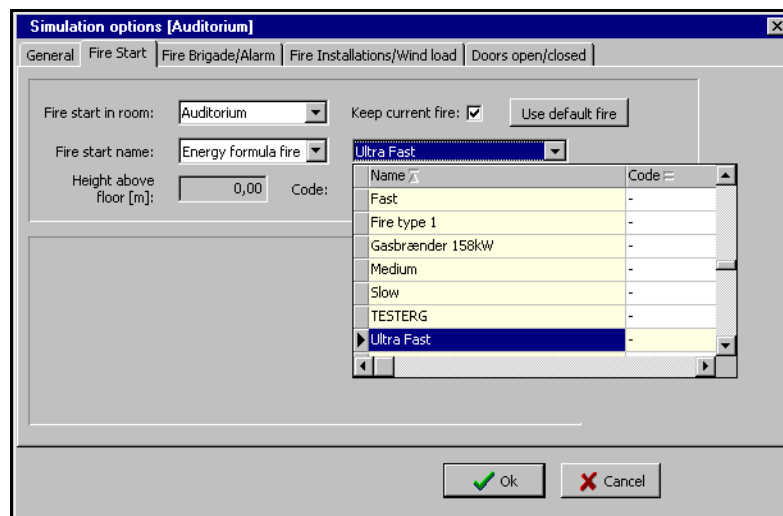 Simulation options [Auditorium]
General Fire Start Fire Brigade/Alarm Fire Installations/Wind load Doors open/closed
Fire start in room: Auditorium Keep current fire: Use default fire
Fire start name: Energy formula fire Ultra Fast
Height above floor [m]: 0,00 Code:
Name Code
Fast -
Fire type 1 -
Gasbrænder 158kW -
Medium -
Slow -
TESTERG -
Ultra Fast -
Ok Cancel